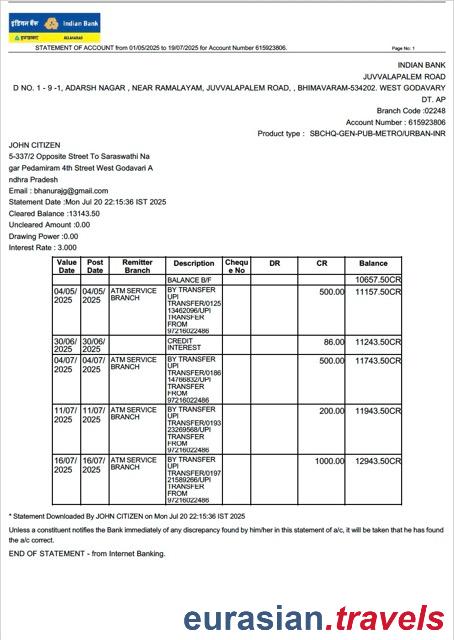 इंडियन बैंक Indian Bank
इलाहाबाद ALLAHABAD
STATEMENT OF ACCOUNT from 01/05/2025 to 19/07/2025 for Account Number 615923806.
Page No: 1
INDIAN BANK
JUVVALAPALEM ROAD
D NO. 1 - 9 -1, ADARSH NAGAR , NEAR RAMALAYAM, JUVVALAPALEM ROAD, , BHIMAVARAM-534202. WEST GODAVARY
DT. AP
Branch Code :02248
Account Number : 615923806
Product type : SBCHQ-GEN-PUB-METRO/URBAN-INR
JOHN CITIZEN
5-337/2 Opposite Street To Saraswathi Na
gar Pedamiram 4th Street West Godavari A
ndhra Pradesh
Email : bhanurajg@gmail.com
Statement Date :Mon Jul 20 22:15:36 IST 2025
Cleared Balance :13143.50
Uncleared Amount:0.00
Drawing Power :0.00
Interest Rate : 3.000
Value Date Post Date Remitter Branch Description Chequ e No DR CR Balance
BALANCE B/F 10657.50CR
04/05/ 04/05/ ATM SERVICE BY TRANSFER 500.00 11157.50CR
2025 2025 BRANCH UPI
TRANSFER/0125
13462096/UPI
TRANSFER
FROM
97216022486
30/06/ 30/06/ CREDIT 86.00 11243.50CR
2025 2025 INTEREST
04/07/ 04/07/ ATM SERVICE BY TRANSFER 500.00 11743.50CR
2025 2025 BRANCH UPI
TRANSFER/0186
14766832/UPI
TRANSFER
FROM
97216022486
11/07/ 11/07/ ATM SERVICE BY TRANSFER 200.00 11943.50CR
2025 2025 BRANCH UPI
TRANSFER/0193
23269568/UPI
TRANSFER
FROM
97216022486
16/07/ 16/07/ ATM SERVICE BY TRANSFER 1000.00 12943.50CR
2025 2025 BRANCH UPI
TRANSFER/0197
21589266/UPI
TRANSFER
FROM
97216022486
* Statement Downloaded By JOHN CITIZEN on Mon Jul 20 22:15:36 IST 2025
Unless a constituent notifies the Bank immediately of any discrepancy found by him/her in this statement of a/c, it will be taken that he has found
the a/c correct.
END OF STATEMENT - from Internet Banking.
eurasian.travels